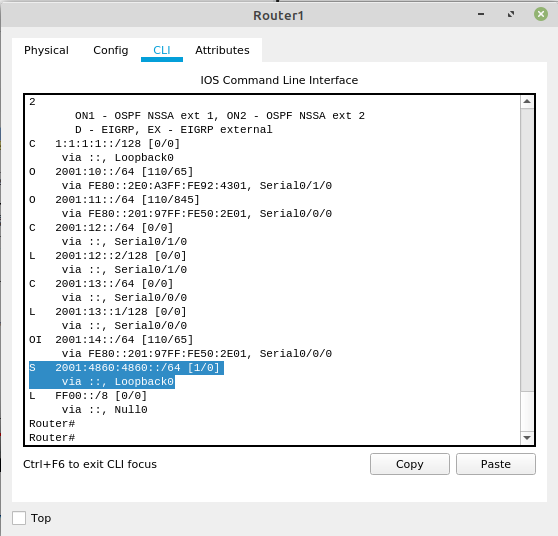 Router1
Physical Config CLI Attributes
IOS Command Line Interface
2
ON1 - OSPF NSSA ext 1, ON2 - OSPF NSSA ext 2
D - EIGRP, EX - EIGRP external
C 1:1:1:1::/128 [0/0]
via ::, Loopback0
O 2001:10::/64 [110/65]
via FE80::2E0:A3FF:FE92:4301, Serial0/1/0
O 2001:11::/64 [110/845]
via FE80::201:97FF:FE50:2E01, Serial0/0/0
C 2001:12::/64 [0/0]
via ::, Serial0/1/0
L 2001:12::2/128 [0/0]
via ::, Serial0/1/0
C 2001:13::/64 [0/0]
via ::, Serial0/0/0
L 2001:13::1/128 [0/0]
via ::, Serial0/0/0
OI 2001:14::/64 [110/65]
via FE80::201:97FF:FE50:2E01, Serial0/0/0
S 2001:4860:4860::/64 [1/0]
via ::, Loopback0
L FF00::/8 [0/0]
via ::, Null0
Router#
Router#
Ctrl+F6 to exit CLI focus
Copy Paste
Top